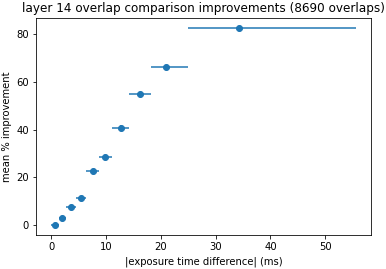 layer 14 overlap comparison improvements (8690 overlaps)
mean % improvement
80
60
40
20
0
0 10 20 30 40 50
|exposure time difference| (ms)